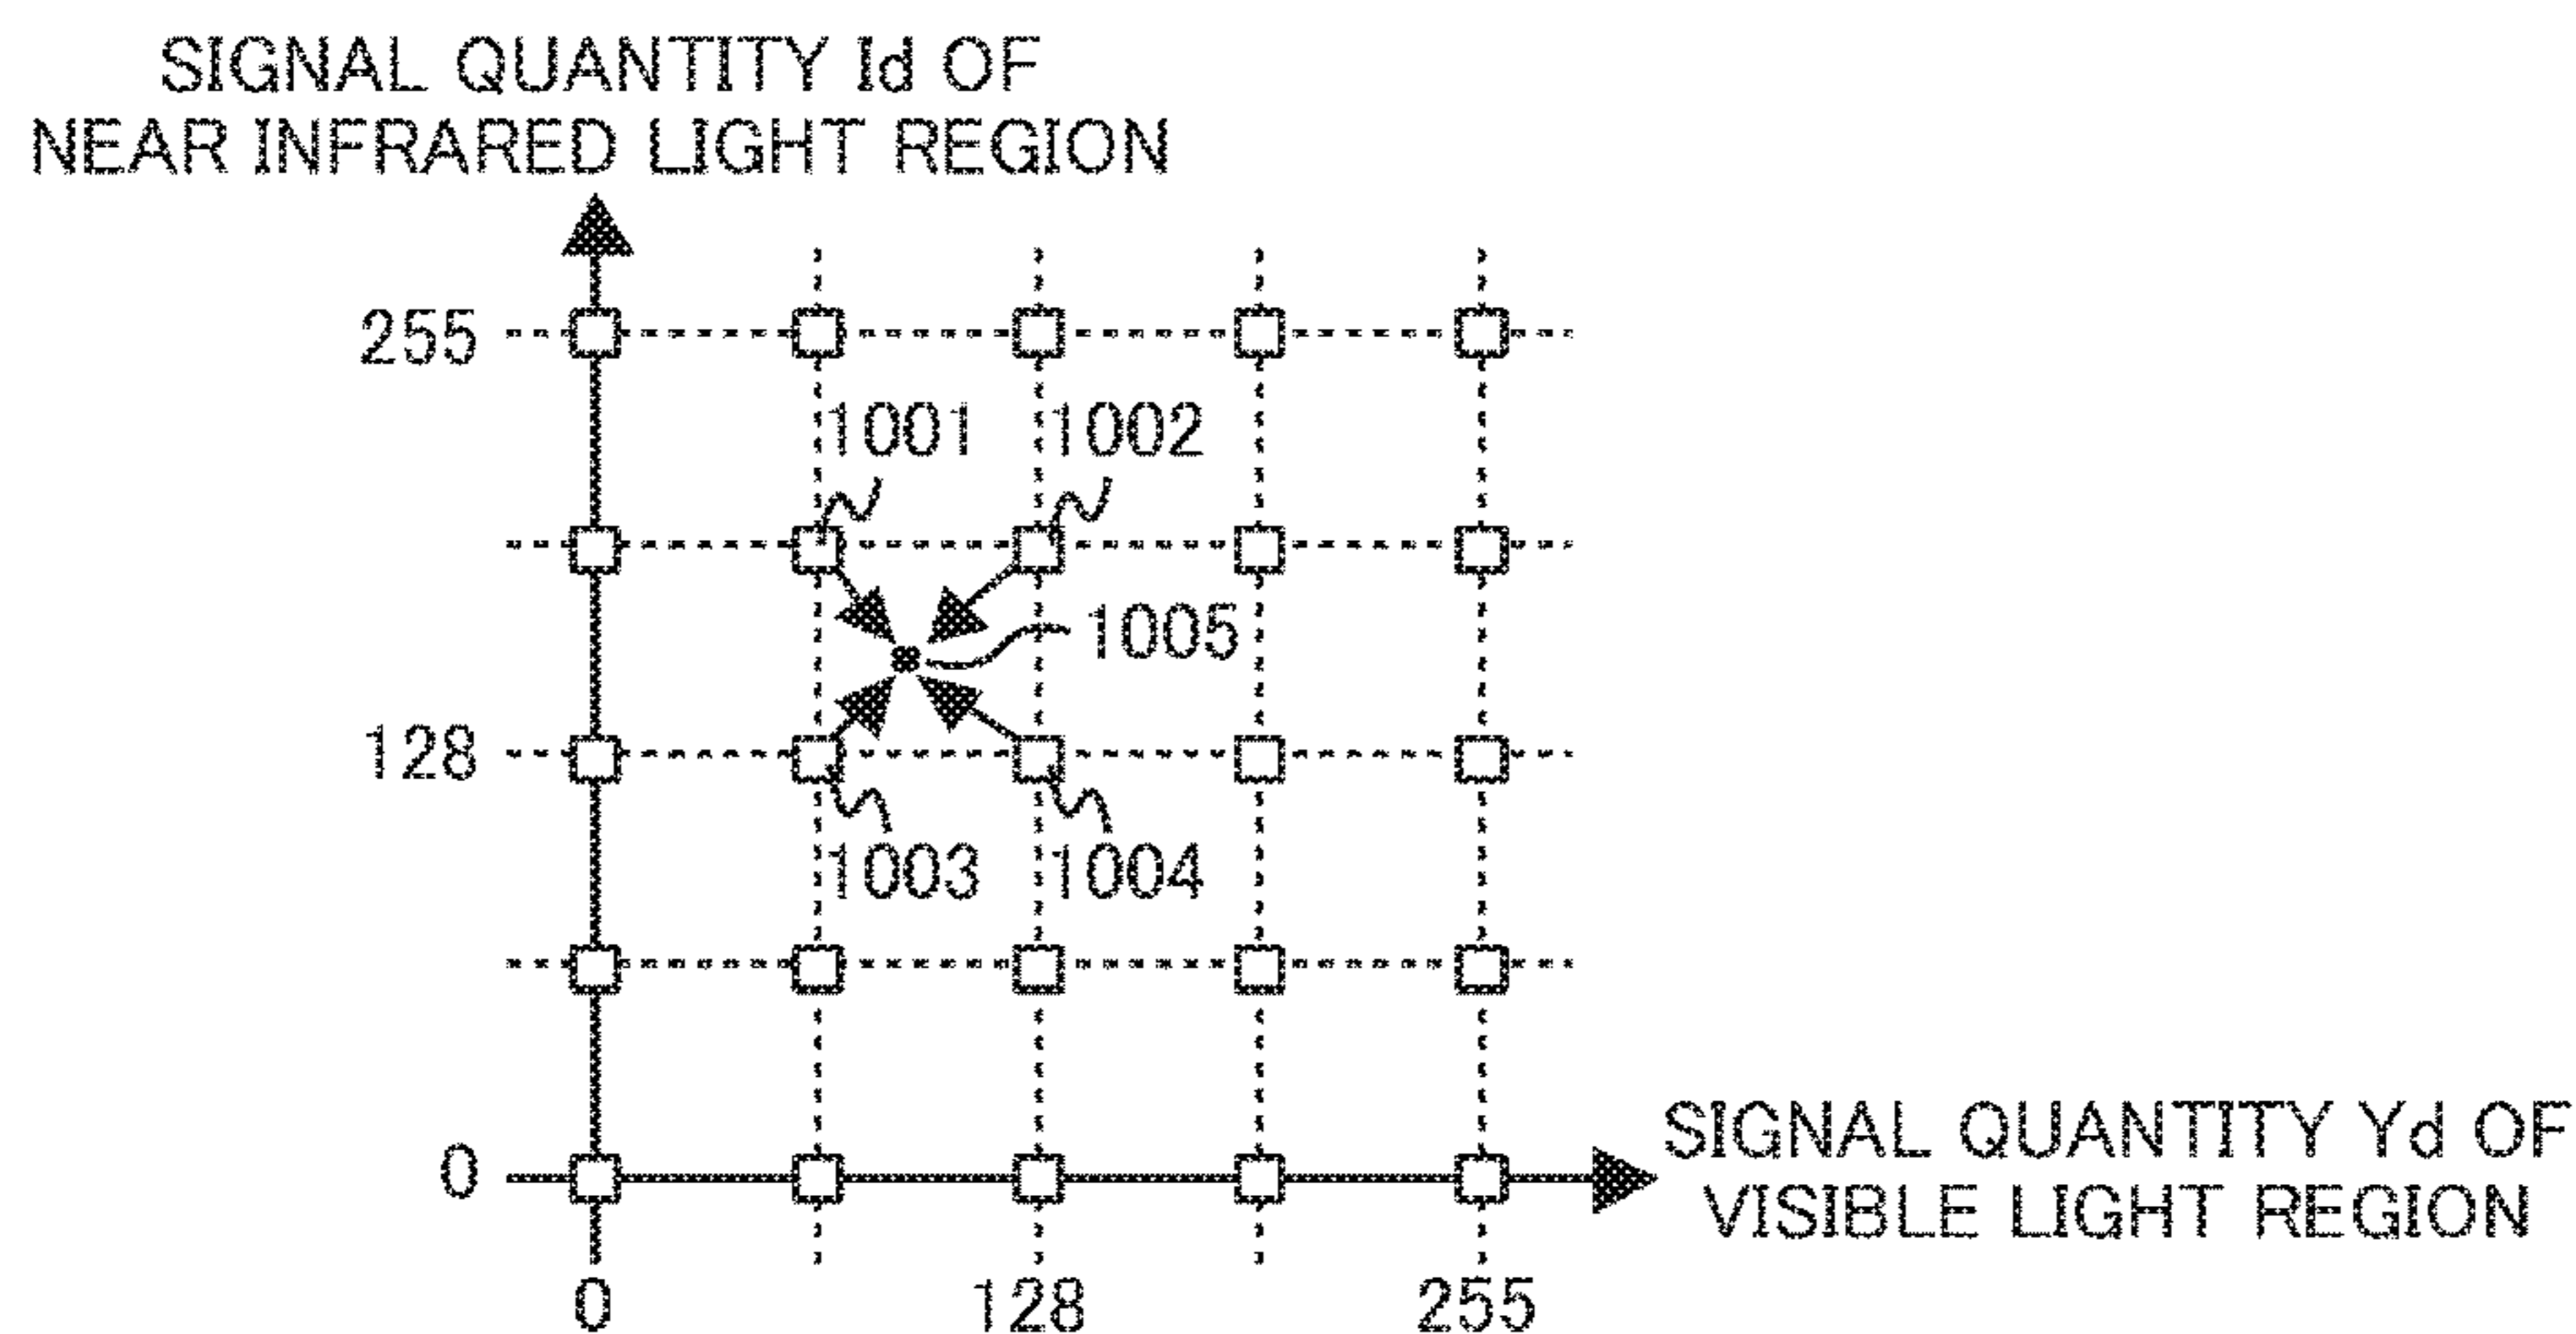 SIGNAL QUANTITY Id OF
NEAR INFRARED LIGHT REGION
255
1001
1002
1005
128
1003
1004
0
SIGNAL QUANTITY Yd OF
VISIBLE LIGHT REGION
0
128
255